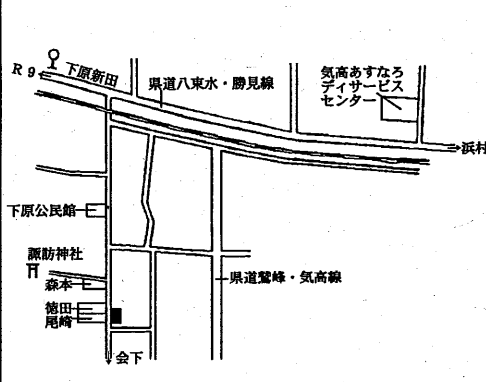 R9
下原新田
県道八束水・勝見線
気高あすなろ
デイサービス
センター
浜村
下原公民館
諏訪神社
森本
県道鷲峰・気高線
徳田
尾崎
会下